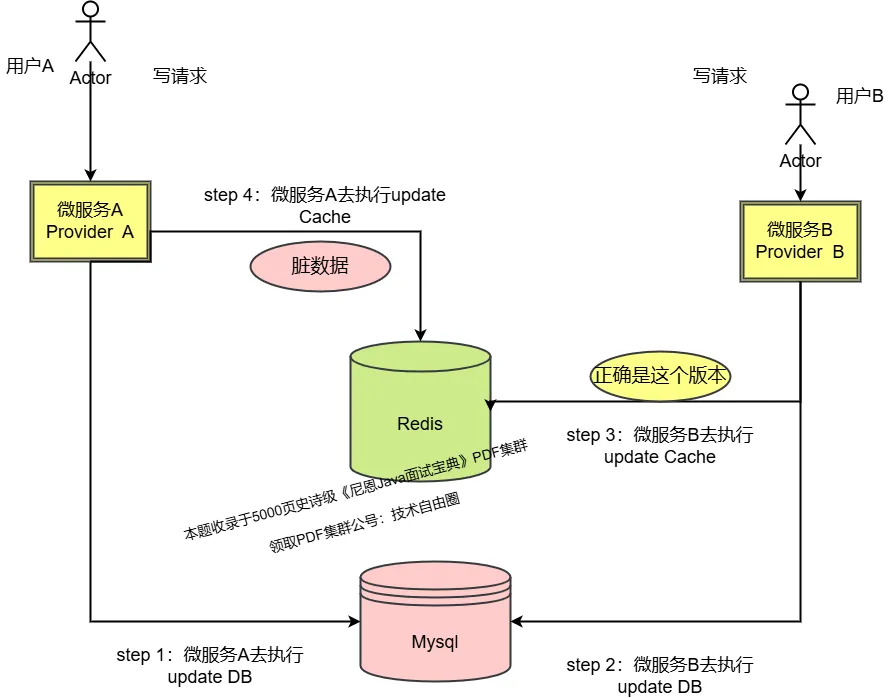 用户A
Actor
写请求
写请求
用户B
Actor
微服务A
Provider A
step 4：微服务A去执行update
Cache
脏数据
微服务B
Provider B
正确是这个版本
Redis
step 3：微服务B去执行
update Cache
本题收录于5000页史诗级《尼恩Java面试宝典》PDF集群
领取PDF集群公号：技术自由圈
Mysql
step 1：微服务A去执行
update DB
step 2：微服务B去执行
update DB